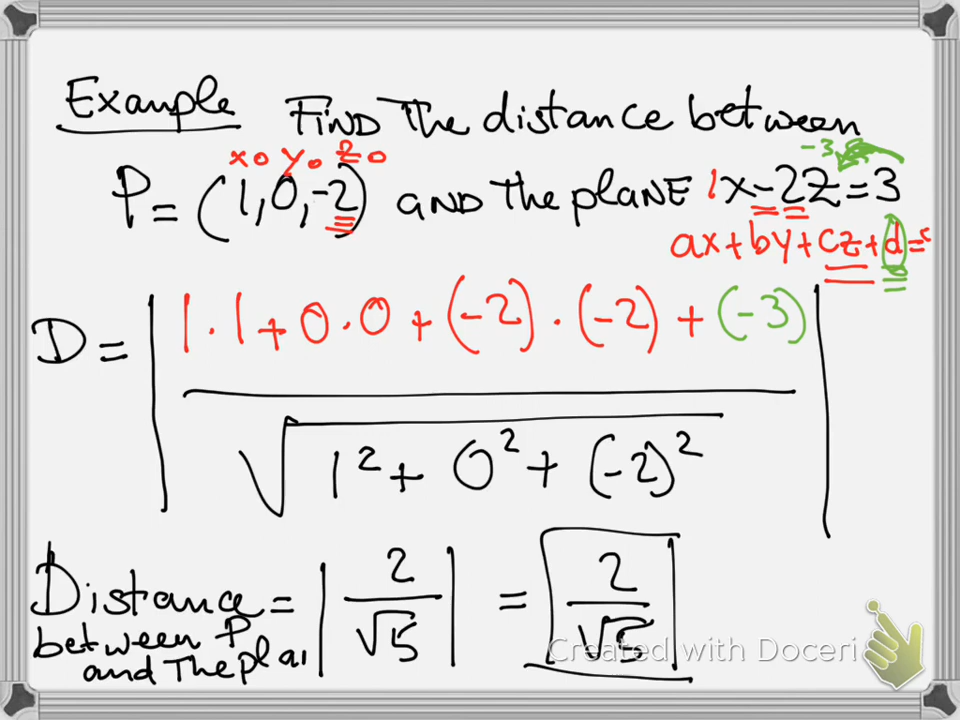 Example Find the distance between
x0 y0 z0 -3
P = (1, 0, -2) and the plane 1x - 2z = 3
ax + by + cz + d =
D = | 1 · 1 + 0 · 0 + (-2) · (-2) + (-3) |
√ 1² + 0² + (-2)²
Distance = | 2 / √5 | = 2 / √5
between P
and the plan
Created with Doceri